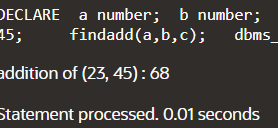 DECLARE  a number;  b number;
45;   findadd(a,b,c);  dbms_
addition of (23, 45) : 68
Statement processed. 0.01 seconds